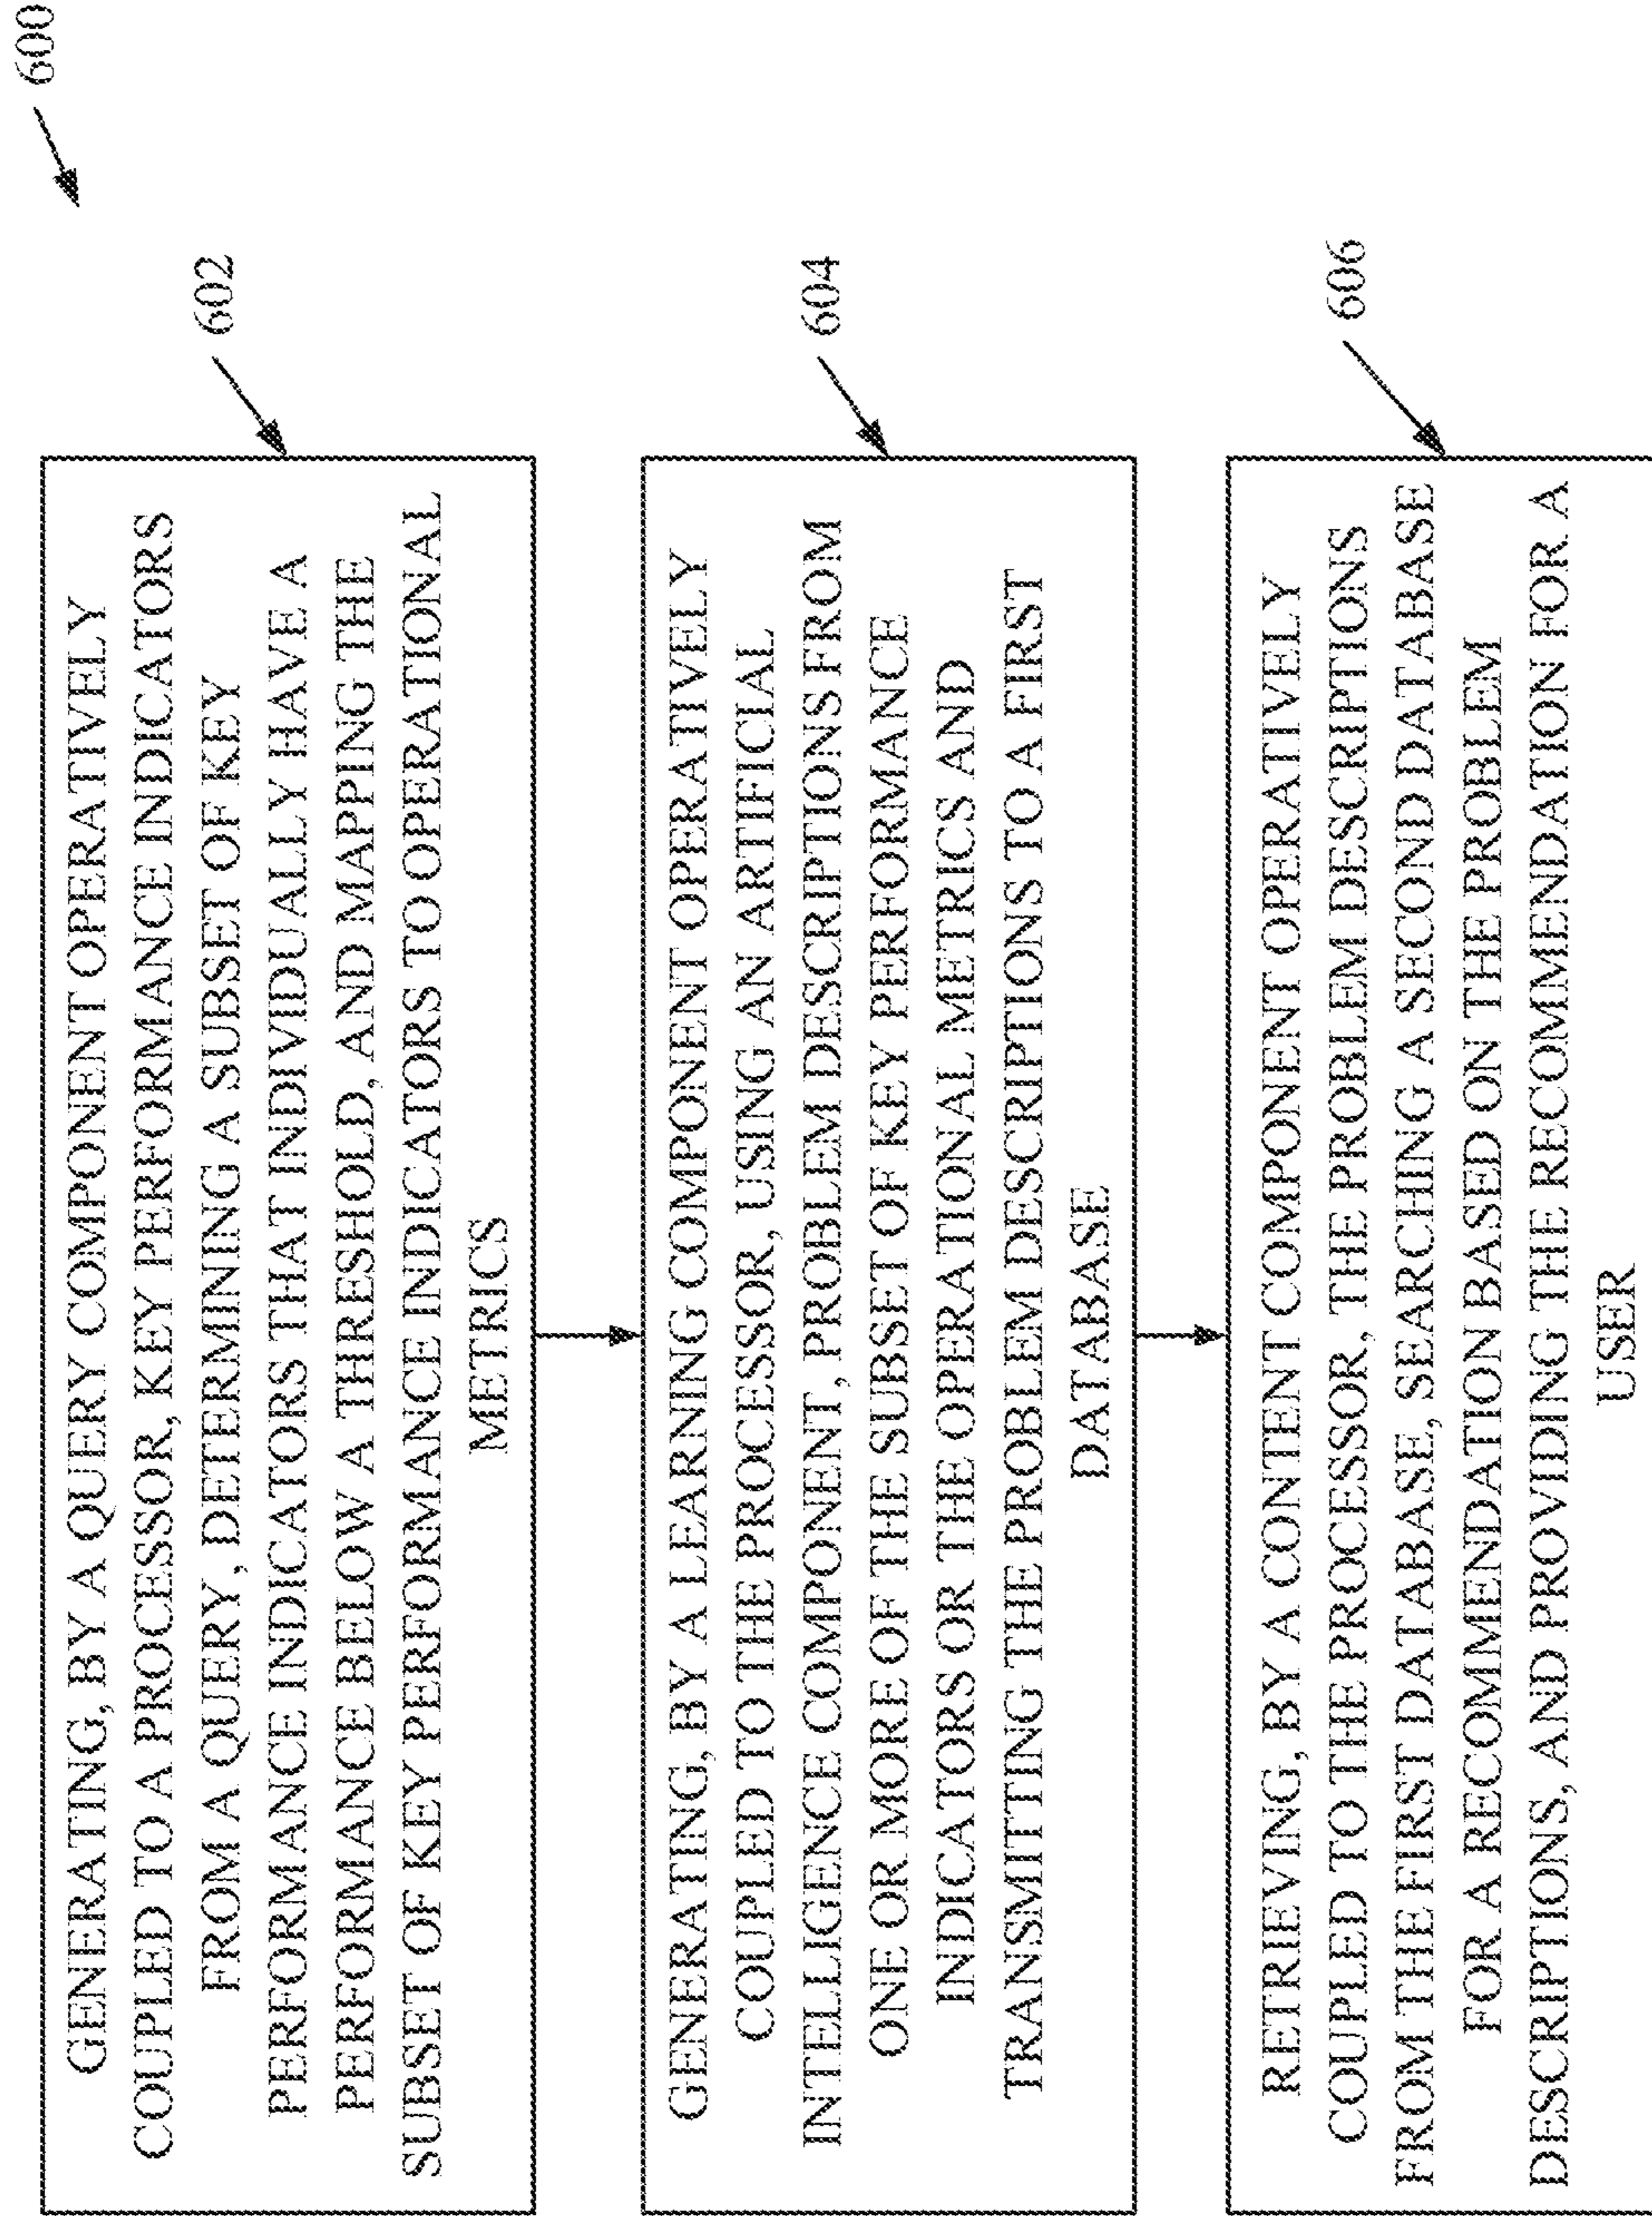 600
602
GENERATING, BY A QUERY COMPONENT OPERATIVELY
COUPLED TO A PROCESSOR, KEY PERFORMANCE INDICATORS
FROM A QUERY, DETERMINING A SUBSET OF KEY
PERFORMANCE INDICATORS THAT INDIVIDUALLY HAVE A
PERFORMANCE BELOW A THRESHOLD, AND MAPPING THE
SUBSET OF KEY PERFORMANCE INDICATORS TO OPERATIONAL
METRICS
604
GENERATING, BY A LEARNING COMPONENT OPERATIVELY
COUPLED TO THE PROCESSOR, USING AN ARTIFICIAL
INTELLIGENCE COMPONENT, PROBLEM DESCRIPTIONS FROM
ONE OR MORE OF THE SUBSET OF KEY PERFORMANCE
INDICATORS OR THE OPERATIONAL METRICS AND
TRANSMITTING THE PROBLEM DESCRIPTIONS TO A FIRST
DATABASE
606
RETRIEVING, BY A CONTENT COMPONENT OPERATIVELY
COUPLED TO THE PROCESSOR, THE PROBLEM DESCRIPTIONS
FROM THE FIRST DATABASE, SEARCHING A SECOND DATABASE
FOR A RECOMMENDATION BASED ON THE PROBLEM
DESCRIPTIONS, AND PROVIDING THE RECOMMENDATION FOR A
USER